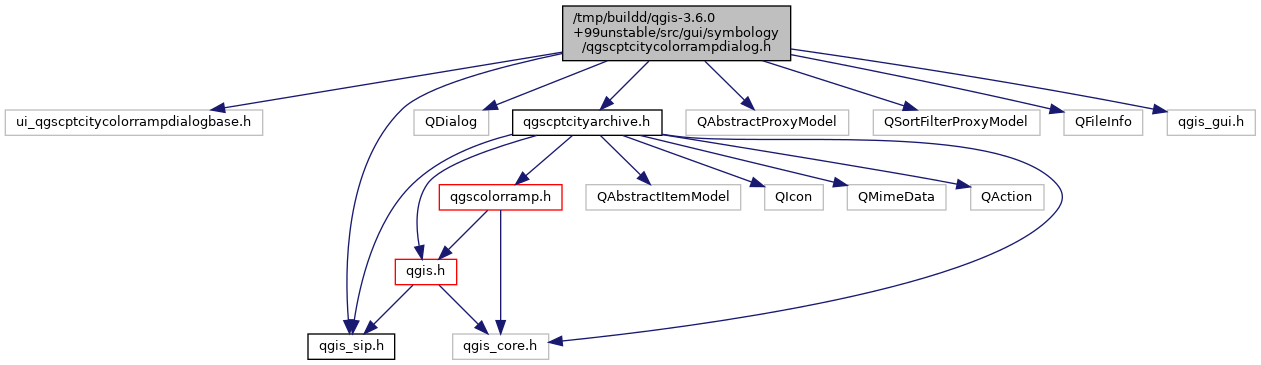 /tmp/buildd/qgis-3.6.0
+99unstable/src/gui/symbology
/qgscptcitycolorrampdialog.h
ui_qgscptcitycolorrampdialogbase.h
QDialog
qgscptcityarchive.h
QAbstractProxyModel
QSortFilterProxyModel
QFileInfo
qgis_gui.h
qgscolorramp.h
QAbstractItemModel
QIcon
QMimeData
QAction
qgis.h
qgis_sip.h
qgis_core.h